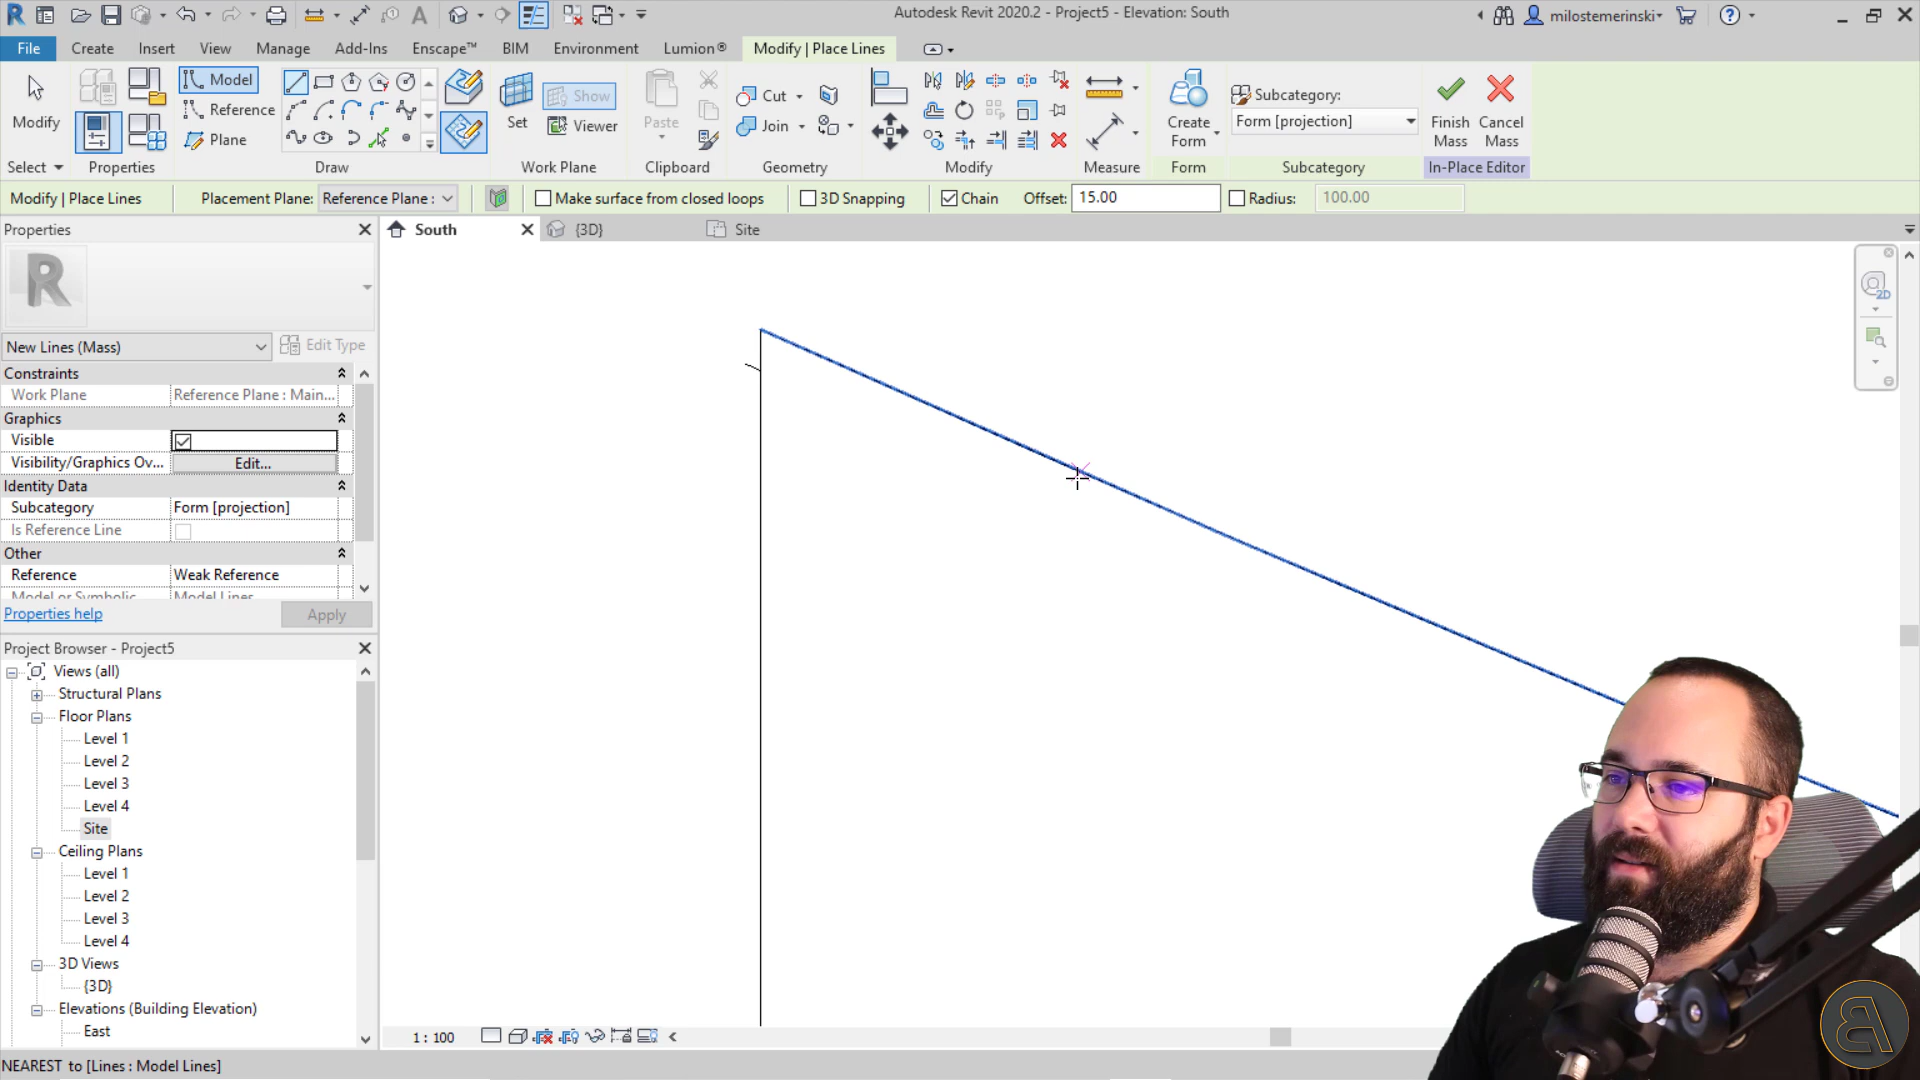 Autodesk Revit 2020.2 - Project5 - Elevation: South
milostemerinski
File
Create
Insert
View
Manage
Add-Ins
Enscape™
BIM
Environment
Lumion®
Modify | Place Lines
Modify
Select
Properties
Model
Reference
Plane
Draw
Set
Show
Viewer
Work Plane
Paste
Clipboard
Cut
Join
Geometry
Modify
Measure
Create
Form
Form
Subcategory:
Form [projection]
Subcategory
Finish
Mass
Cancel
Mass
In-Place Editor
Modify | Place Lines
Placement Plane:
Reference Plane :
Make surface from closed loops
3D Snapping
Chain
Offset:
15.00
Radius:
100.00
Properties
South
{3D}
Site
R
2D
New Lines (Mass)
Edit Type
Constraints
Work Plane
Reference Plane : Main...
Graphics
Visible
Visibility/Graphics Ov...
Edit...
Identity Data
Subcategory
Form [projection]
Is Reference Line
Other
Reference
Weak Reference
Model or Symbolic
Model Lines
Properties help
Apply
Project Browser - Project5
Views (all)
Structural Plans
Floor Plans
Level 1
Level 2
Level 3
Level 4
Site
Ceiling Plans
Level 1
Level 2
Level 3
Level 4
3D Views
{3D}
Elevations (Building Elevation)
East
1 : 100
NEAREST to [Lines : Model Lines]